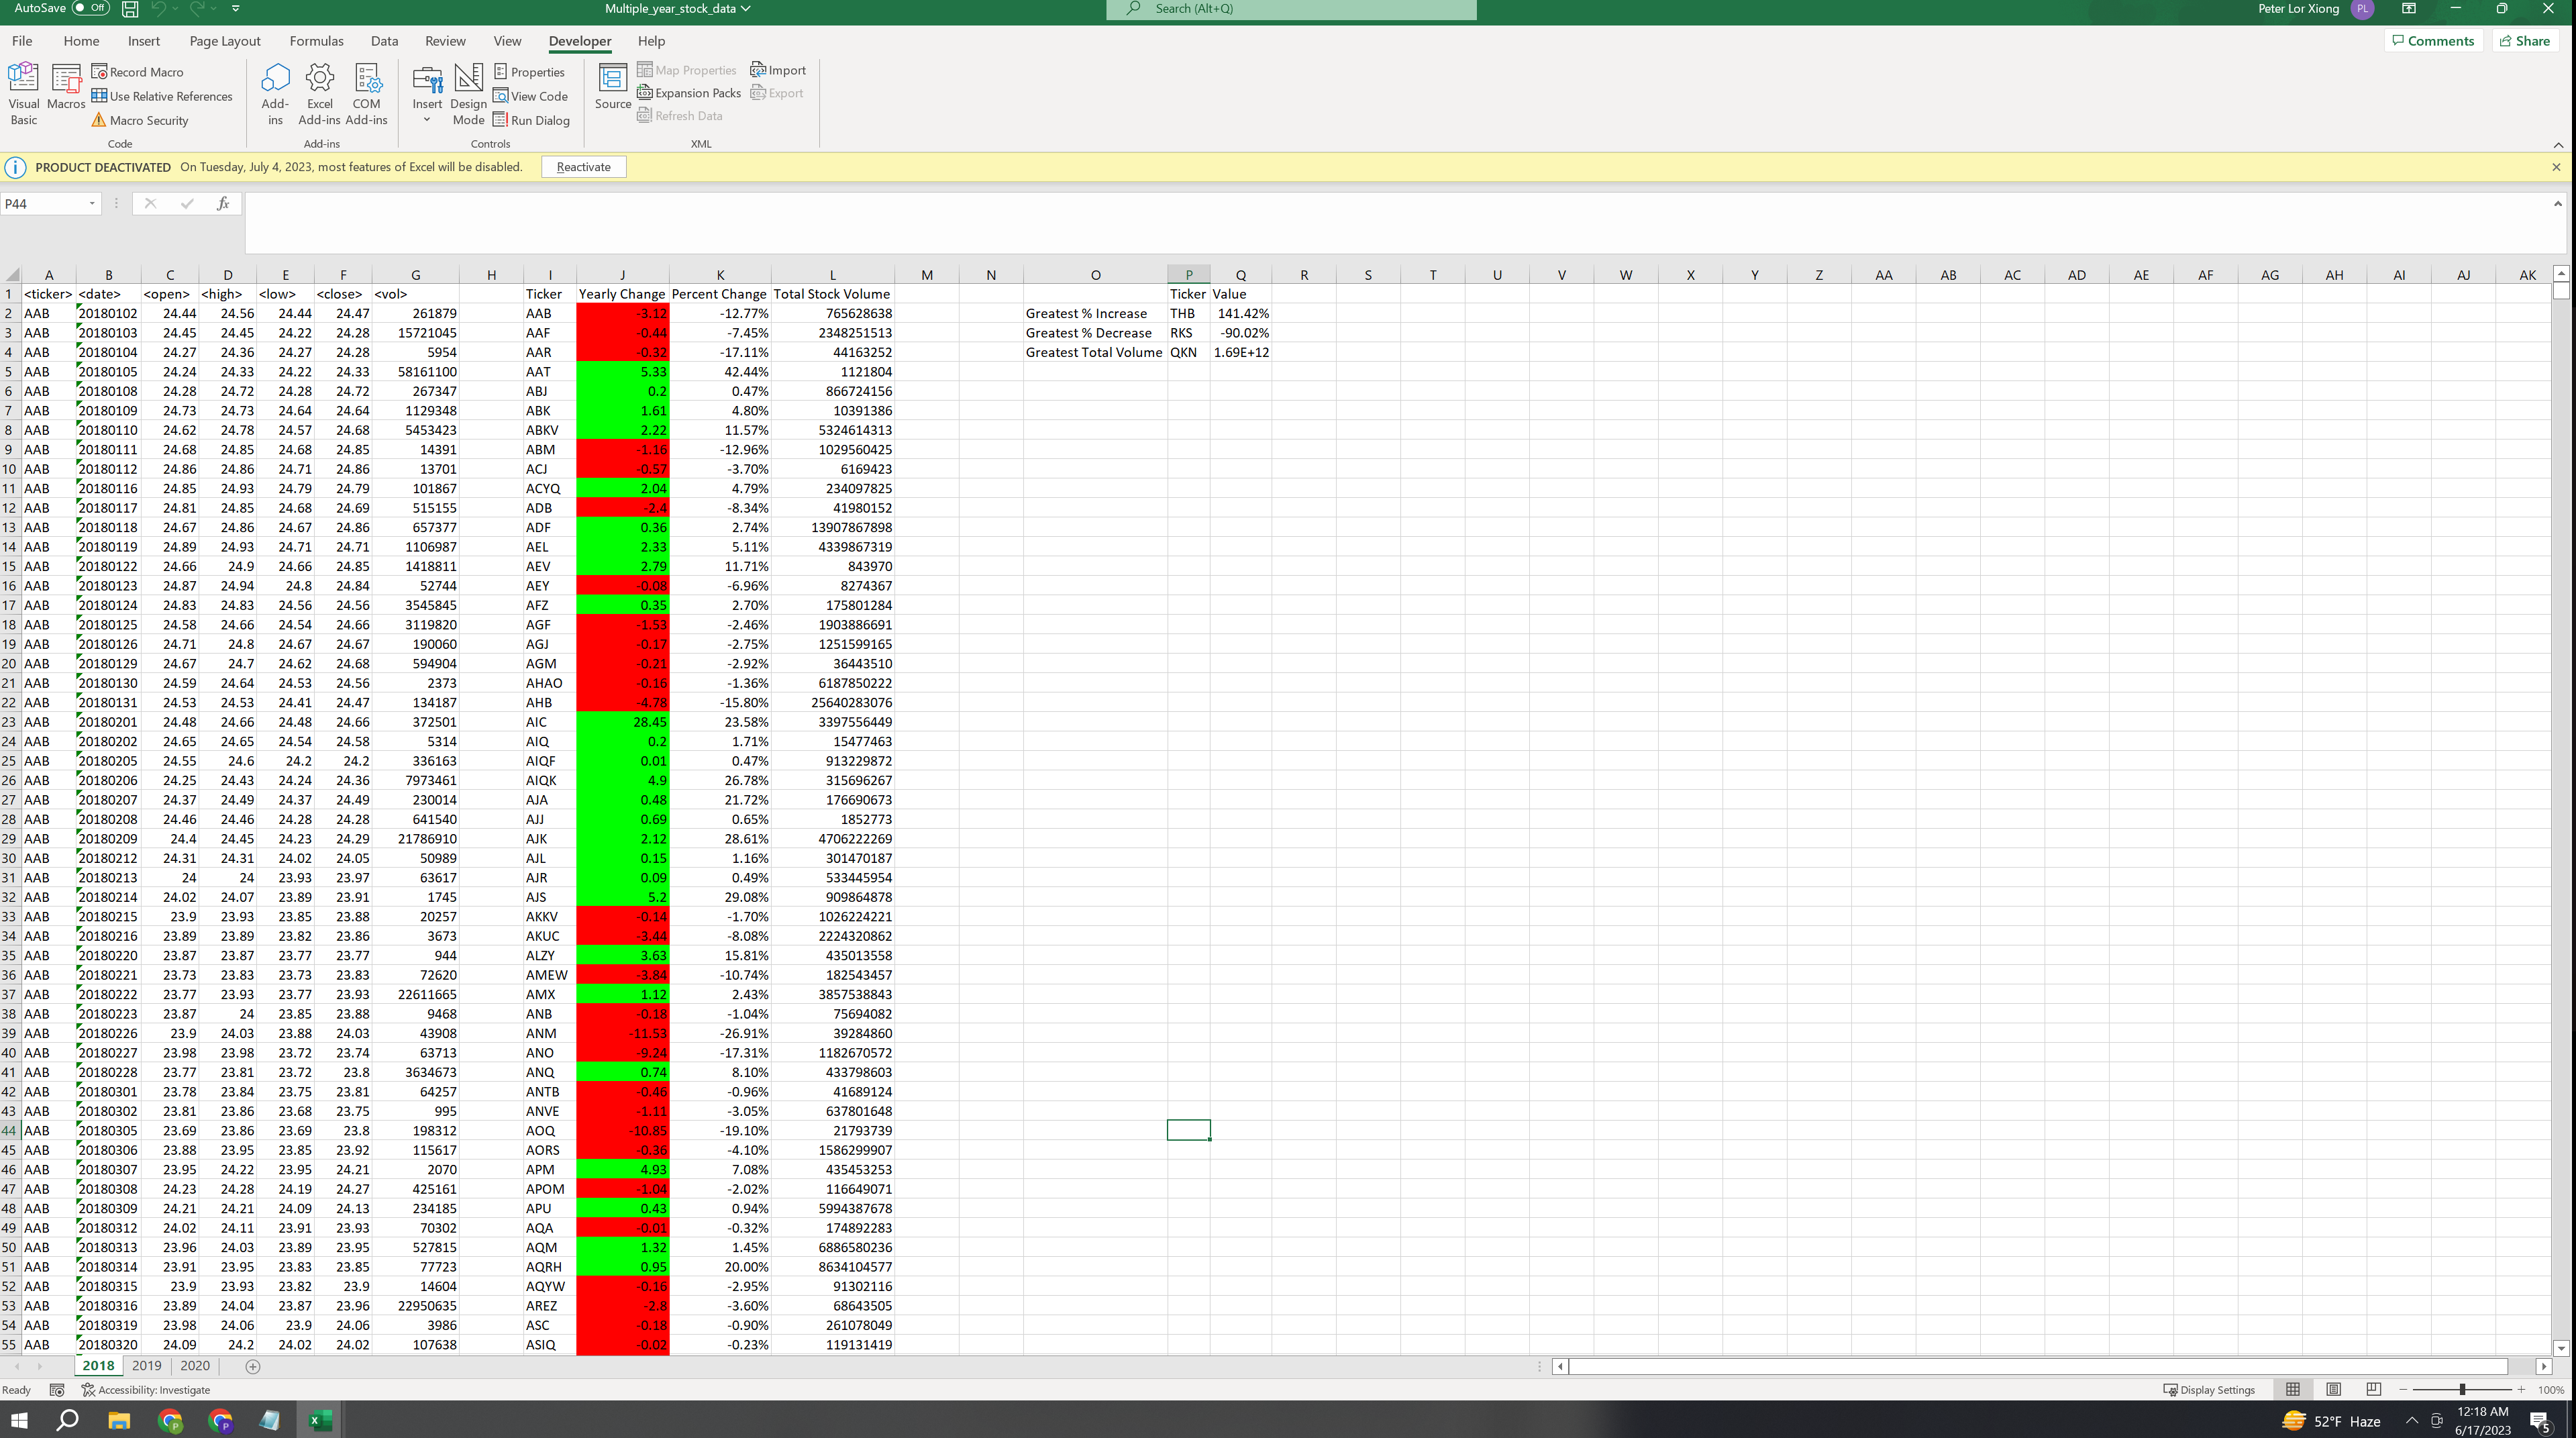 AutoSave Off Multiple_year_stock_data Search (Alt+Q) Peter Lor Xiong PL
File Home Insert Page Layout Formulas Data Review View Developer Help Comments Share
Visual Basic Macros Record Macro Use Relative References Macro Security Add-ins Excel Add-ins COM Add-ins Insert Design Mode Properties View Code Run Dialog Source Map Properties Expansion Packs Refresh Data Import Export
Code Add-ins Controls XML
PRODUCT DEACTIVATED On Tuesday, July 4, 2023, most features of Excel will be disabled. Reactivate
P44 fx
A B C D E F G H I J K L M N O P Q R S T U V W X Y Z AA AB AC AD AE AF AG AH AI AJ AK
1 <ticker> <date> <open> <high> <low> <close> <vol> Ticker Yearly Change Percent Change Total Stock Volume Ticker Value
2 AAB 20180102 24.44 24.56 24.44 24.47 261879 AAB -3.12 -12.77% 765628638 Greatest % Increase THB 141.42%
3 AAB 20180103 24.45 24.45 24.22 24.28 15721045 AAF -0.44 -7.45% 2348251513 Greatest % Decrease RKS -90.02%
4 AAB 20180104 24.27 24.36 24.27 24.28 5954 AAR -0.32 -17.11% 44163252 Greatest Total Volume QKN 1.69E+12
5 AAB 20180105 24.24 24.33 24.22 24.33 58161100 AAT 5.33 42.44% 1121804
6 AAB 20180108 24.28 24.72 24.28 24.72 267347 ABJ 0.2 0.47% 866724156
7 AAB 20180109 24.73 24.73 24.64 24.64 1129348 ABK 1.61 4.80% 10391386
8 AAB 20180110 24.62 24.78 24.57 24.68 5453423 ABKV 2.22 11.57% 5324614313
9 AAB 20180111 24.68 24.85 24.68 24.85 14391 ABM -1.16 -12.96% 1029560425
10 AAB 20180112 24.86 24.86 24.71 24.86 13701 ACJ -0.57 -3.70% 6169423
11 AAB 20180116 24.85 24.93 24.79 24.79 101867 ACYQ 2.04 4.79% 234097825
12 AAB 20180117 24.81 24.85 24.68 24.69 515155 ADB -2.4 -8.34% 41980152
13 AAB 20180118 24.67 24.86 24.67 24.86 657377 ADF 0.36 2.74% 13907867898
14 AAB 20180119 24.89 24.93 24.71 24.71 1106987 AEL 2.33 5.11% 4339867319
15 AAB 20180122 24.66 24.9 24.66 24.85 1418811 AEV 2.79 11.71% 843970
16 AAB 20180123 24.87 24.94 24.8 24.84 52744 AEY -0.08 -6.96% 8274367
17 AAB 20180124 24.83 24.83 24.56 24.56 3545845 AFZ 0.35 2.70% 175801284
18 AAB 20180125 24.58 24.66 24.54 24.66 3119820 AGF -1.53 -2.46% 1903886691
19 AAB 20180126 24.71 24.8 24.67 24.67 190060 AGJ -0.17 -2.75% 1251599165
20 AAB 20180129 24.67 24.7 24.62 24.68 594904 AGM -0.21 -2.92% 36443510
21 AAB 20180130 24.59 24.64 24.53 24.56 2373 AHAO -0.16 -1.36% 6187850222
22 AAB 20180131 24.53 24.53 24.41 24.47 134187 AHB -4.78 -15.80% 25640283076
23 AAB 20180201 24.48 24.66 24.48 24.66 372501 AIC 28.45 23.58% 3397556449
24 AAB 20180202 24.65 24.65 24.54 24.58 5314 AIQ 0.2 1.71% 15477463
25 AAB 20180205 24.55 24.6 24.2 24.2 336163 AIQF 0.01 0.47% 913229872
26 AAB 20180206 24.25 24.43 24.24 24.36 7973461 AIQK 4.9 26.78% 315696267
27 AAB 20180207 24.37 24.49 24.37 24.49 230014 AJA 0.48 21.72% 176690673
28 AAB 20180208 24.46 24.46 24.28 24.28 641540 AJJ 0.69 0.65% 1852773
29 AAB 20180209 24.4 24.45 24.23 24.29 21786910 AJK 2.12 28.61% 4706222269
30 AAB 20180212 24.31 24.31 24.02 24.05 50989 AJL 0.15 1.16% 301470187
31 AAB 20180213 24 24 23.93 23.97 63617 AJR 0.09 0.49% 533445954
32 AAB 20180214 24.02 24.07 23.89 23.91 1745 AJS 5.2 29.08% 909864878
33 AAB 20180215 23.9 23.93 23.85 23.88 20257 AKKV -0.14 -1.70% 1026224221
34 AAB 20180216 23.89 23.89 23.82 23.86 3673 AKUC -3.44 -8.08% 2224320862
35 AAB 20180220 23.87 23.87 23.77 23.77 944 ALZY 3.63 15.81% 435013558
36 AAB 20180221 23.73 23.83 23.73 23.83 72620 AMEW -3.84 -10.74% 182543457
37 AAB 20180222 23.77 23.93 23.77 23.93 22611665 AMX 1.12 2.43% 3857538843
38 AAB 20180223 23.87 24 23.85 23.88 9468 ANB -0.18 -1.04% 75694082
39 AAB 20180226 23.9 24.03 23.88 24.03 43908 ANM -11.53 -26.91% 39284860
40 AAB 20180227 23.98 23.98 23.72 23.74 63713 ANO -9.24 -17.31% 1182670572
41 AAB 20180228 23.77 23.81 23.72 23.8 3634673 ANQ 0.74 8.10% 433798603
42 AAB 20180301 23.78 23.84 23.75 23.81 64257 ANTB -0.46 -0.96% 41689124
43 AAB 20180302 23.81 23.86 23.68 23.75 995 ANVE -1.11 -3.05% 637801648
44 AAB 20180305 23.69 23.86 23.69 23.8 198312 AOQ -10.85 -19.10% 21793739
45 AAB 20180306 23.88 23.95 23.85 23.92 115617 AORS -0.36 -4.10% 1586299907
46 AAB 20180307 23.95 24.22 23.95 24.21 2070 APM 4.93 7.08% 435453253
47 AAB 20180308 24.23 24.28 24.19 24.27 425161 APOM -1.04 -2.02% 116649071
48 AAB 20180309 24.21 24.21 24.09 24.13 234185 APU 0.43 0.94% 5994387678
49 AAB 20180312 24.02 24.11 23.91 23.93 70302 AQA -0.01 -0.32% 174892283
50 AAB 20180313 23.96 24.03 23.89 23.95 527815 AQM 1.32 1.45% 6886580236
51 AAB 20180314 23.91 23.95 23.83 23.85 77723 AQRH 0.95 20.00% 8634104577
52 AAB 20180315 23.9 23.93 23.82 23.9 14604 AQYW -0.16 -2.95% 91302116
53 AAB 20180316 23.89 24.04 23.87 23.96 22950635 AREZ -2.8 -3.60% 68643505
54 AAB 20180319 23.98 24.06 23.9 24.06 3986 ASC -0.18 -0.90% 261078049
55 AAB 20180320 24.09 24.2 24.02 24.02 107638 ASIQ -0.02 -0.23% 119131419
2018 2019 2020
Ready Accessibility: Investigate Display Settings 100%
52°F Haze 12:18 AM
6/17/2023 5